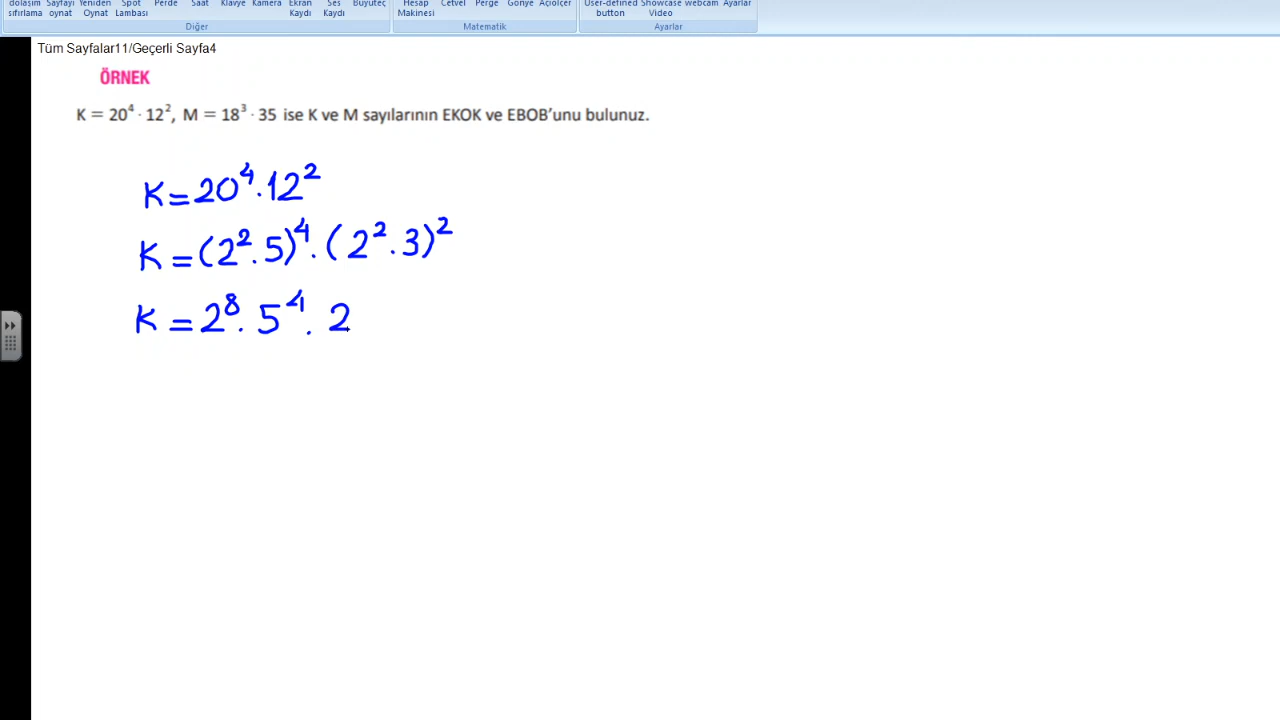 dolaşım Sayfayı Yeniden Spot Perde Saat Klavye Kamera Ekran Ses Büyüteç Hesap Cetvel Perge Gönye Açıölçer User-defined Showcase webcam Ayarlar
sıfırlama oynat Oynat Lambası Kaydı Kaydı Makinesi button Video
Diğer Matematik Ayarlar
Tüm Sayfalar11/Geçerli Sayfa4
ÖRNEK
K = 20⁴ · 12², M = 18³ · 35 ise K ve M sayılarının EKOK ve EBOB'unu bulunuz.
K = 20⁴ . 12²
K = (2² . 5)⁴ . (2² . 3)²
K = 2⁸ . 5⁴ . 2